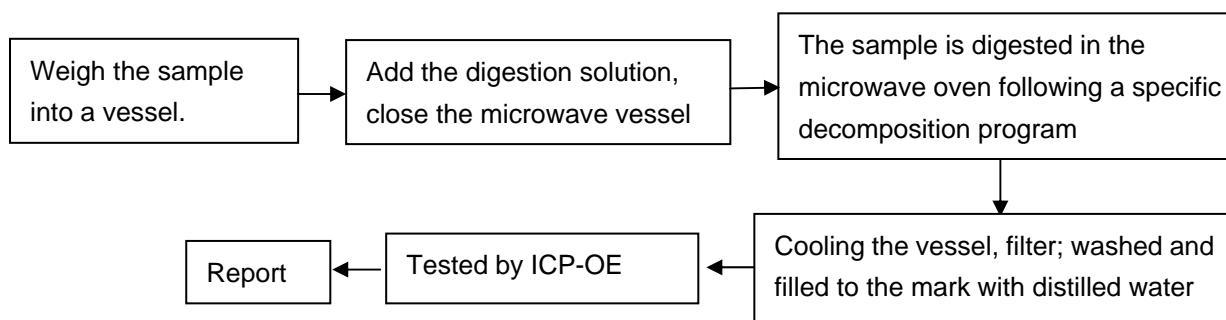 Weigh the sample
into a vessel.
Add the digestion solution,
close the microwave vessel
The sample is digested in the
microwave oven following a specific
decomposition program
Cooling the vessel, filter; washed and
filled to the mark with distilled water
Tested by ICP-OE
Report